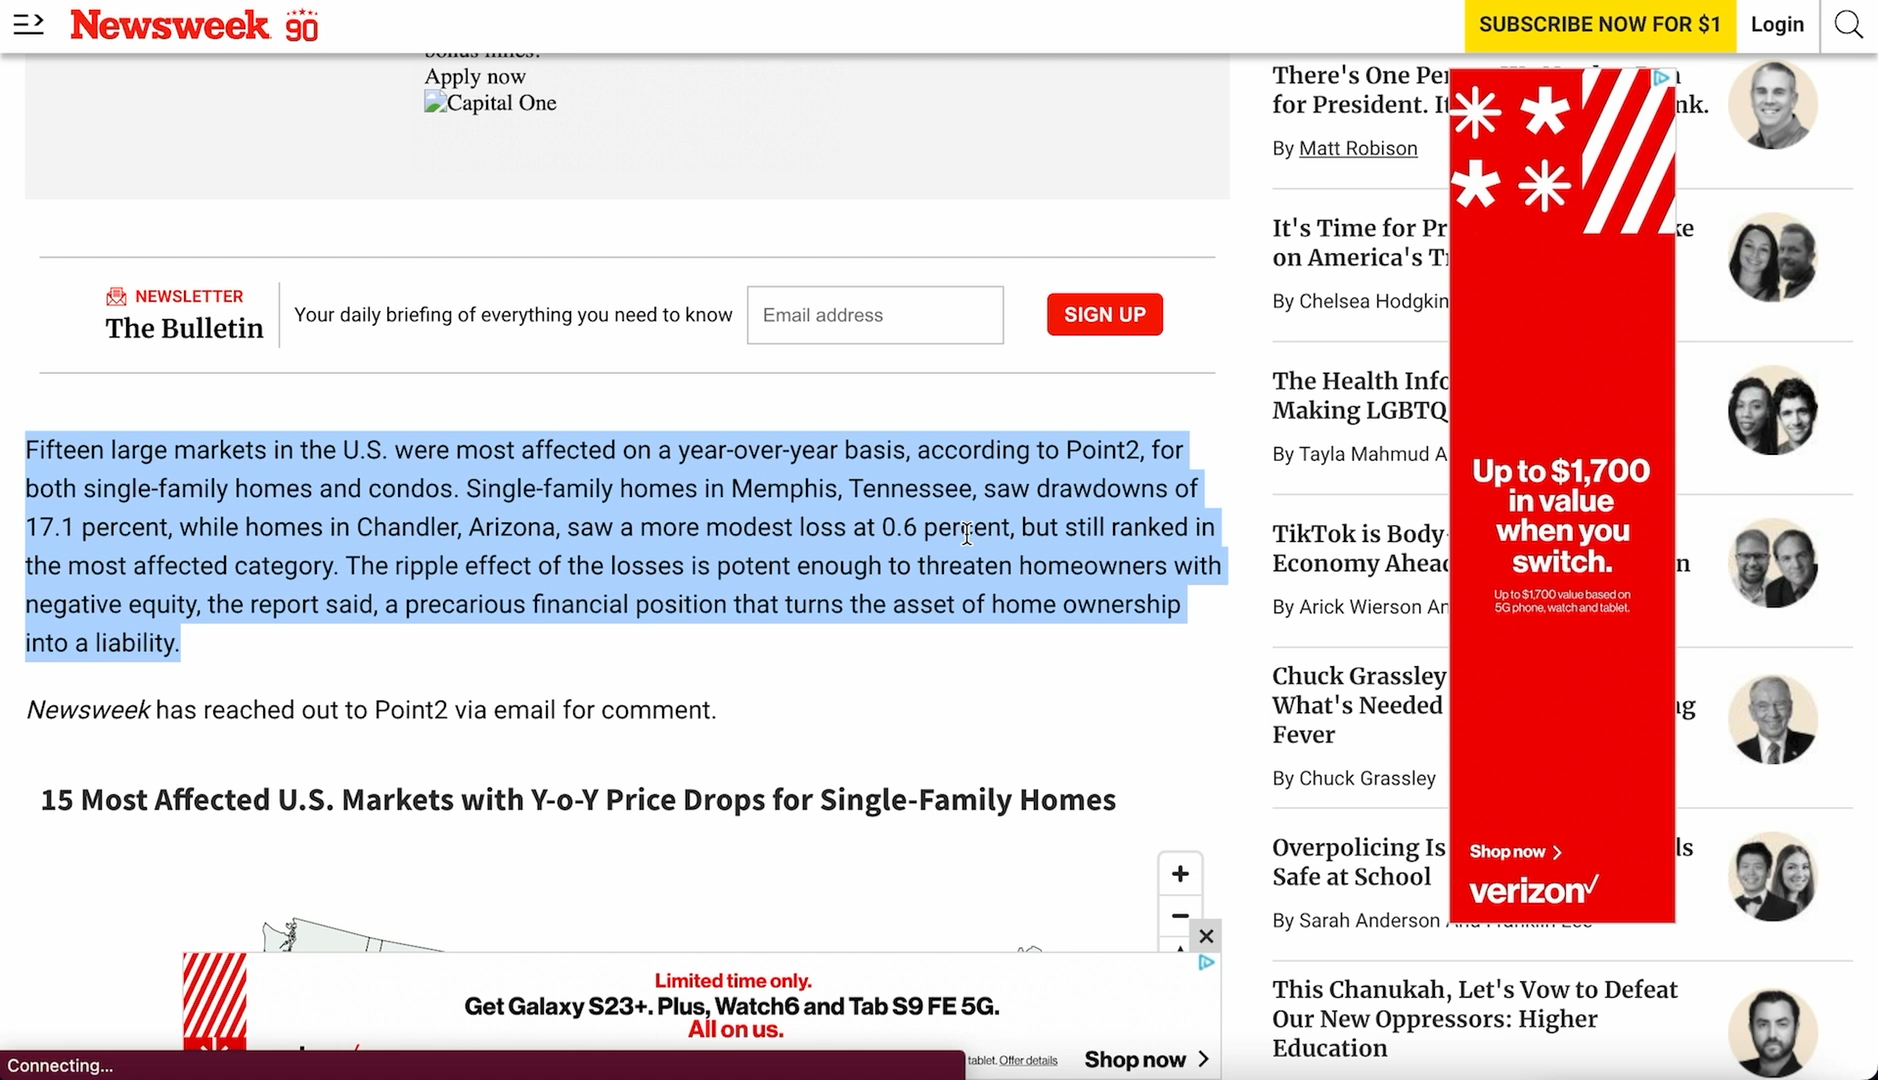 Newsweek 90
SUBSCRIBE NOW FOR $1
Login
Apply now
Capital One
NEWSLETTER
The Bulletin
Your daily briefing of everything you need to know
Email address
SIGN UP
Fifteen large markets in the U.S. were most affected on a year-over-year basis, according to Point2, for
both single-family homes and condos. Single-family homes in Memphis, Tennessee, saw drawdowns of
17.1 percent, while homes in Chandler, Arizona, saw a more modest loss at 0.6 percent, but still ranked in
the most affected category. The ripple effect of the losses is potent enough to threaten homeowners with
negative equity, the report said, a precarious financial position that turns the asset of home ownership
into a liability.
Newsweek has reached out to Point2 via email for comment.
15 Most Affected U.S. Markets with Y-o-Y Price Drops for Single-Family Homes
Limited time only.
Get Galaxy S23+. Plus, Watch6 and Tab S9 FE 5G.
All on us.
tablet. Offer details
Shop now
Connecting...
There's One
for President.
By Matt Robison
It's Time for
on America's
By Chelsea
The Health
Making LGBTQ
By Tayla Mahmud
TikTok is Body
Economy
By Arick Wierson
Chuck Grassley
What's Needed
Fever
By Chuck Grassley
Overpolicing Is
Safe at School
By Sarah Anderson
This Chanukah, Let's Vow to Defeat
Our New Oppressors: Higher
Education
Up to $1,700
in value
when you
switch.
Up to $1,700 value based on
5G phone, watch and tablet.
Shop now
verizon